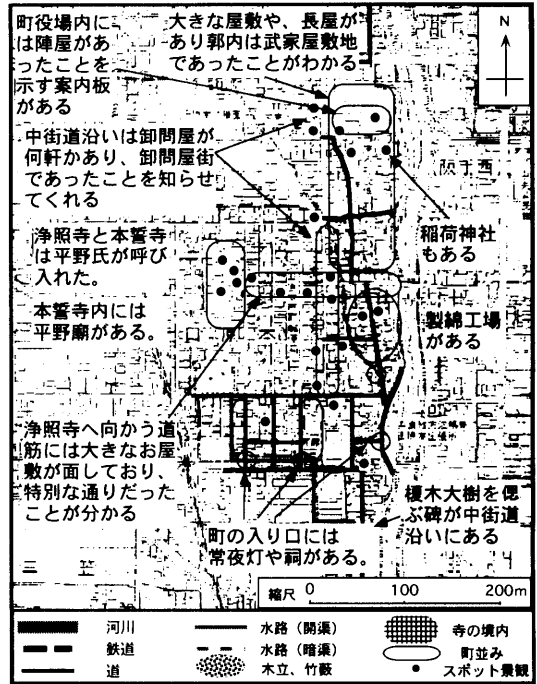 町役場内に
は陣屋があ
ったことを
示す案内板
がある
大きな屋敷や、長屋が
あり郭内は武家屋敷地
であったことがわかる
N
中街道沿いは卸問屋が
何軒かあり、卸問屋街
であったことを知らせ
てくれる
稲荷神社
もある
浄照寺と本誓寺
は平野氏が呼び
入れた。
本誓寺内には
平野廟がある。
製綿工場
がある
浄照寺へ向かう道
筋には大きなお屋
敷が面しており、
特別な通りだった
ことが分かる
町の入り口には
常夜灯や祠がある。
榎木大樹を偲
ぶ碑が中街道
沿いにある
三 笠
縮尺 0 100 200m
河川
水路（開渠）
寺の境内
鉄道
水路（暗渠）
町並み
道
木立、竹藪
スポット景観